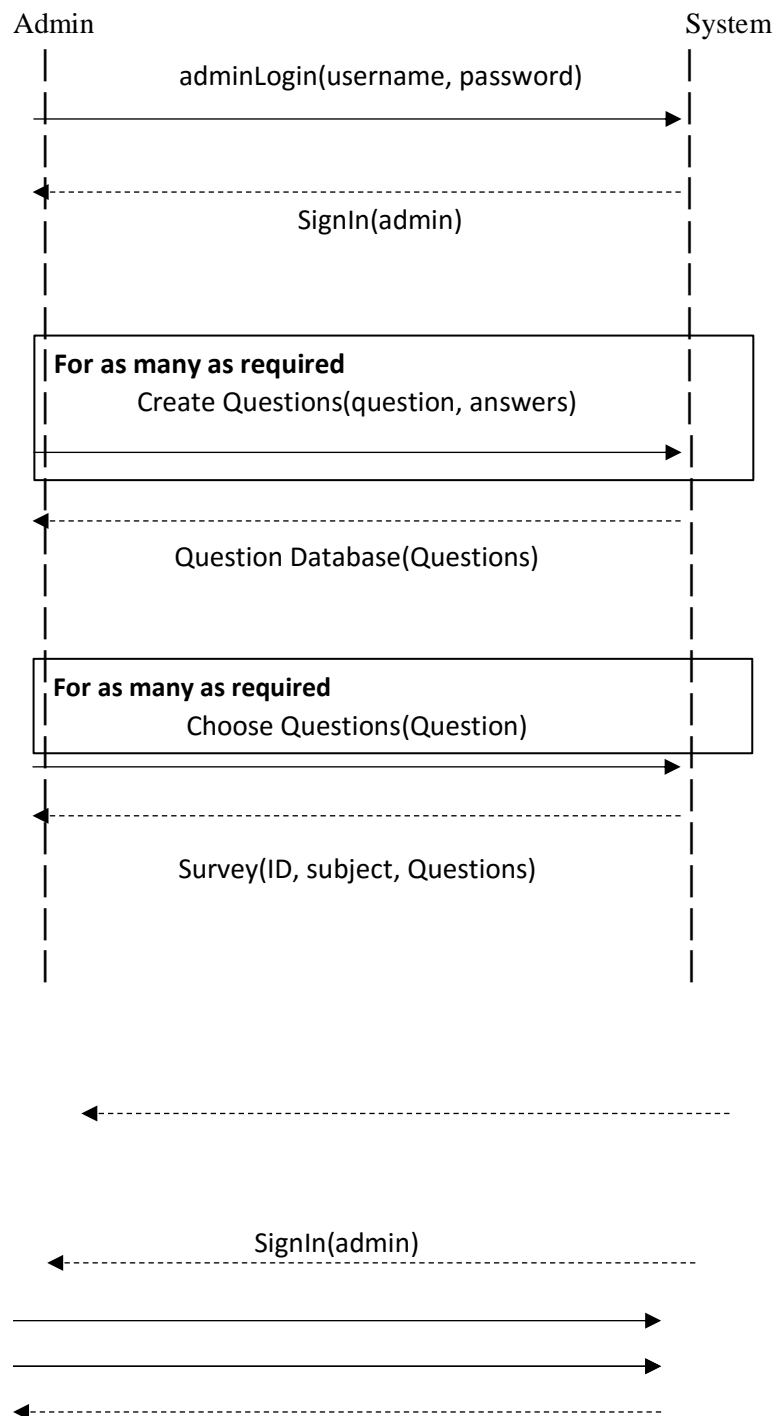 Admin System
adminLogin(username, password)
SignIn(admin)
For as many as required
Create Questions(question, answers)
Question Database(Questions)
For as many as required
Choose Questions(Question)
Survey(ID, subject, Questions)
SignIn(admin)